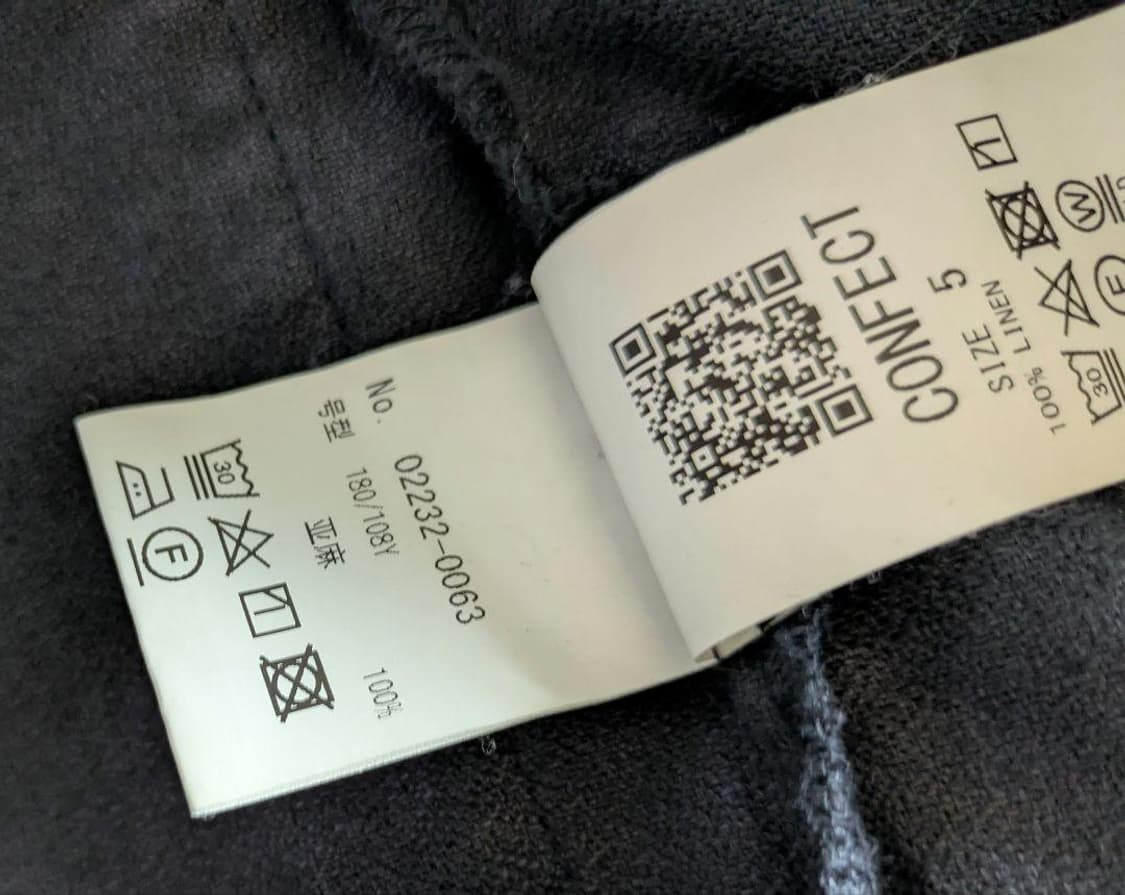 No. 02232-0063
号型 180/108Y
亚麻 100%
30
F
CONFECT
SIZE 5
100% LINEN
30
W
F